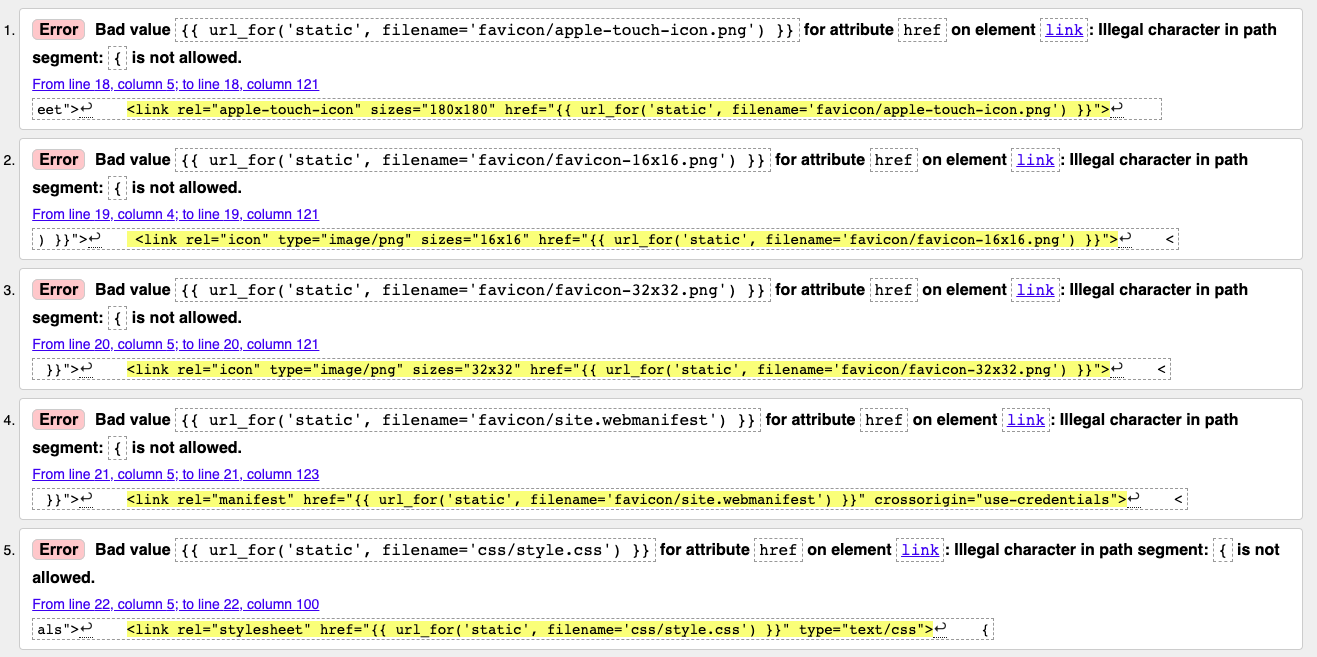 1. Error Bad value {{ url_for('static', filename='favicon/apple-touch-icon.png') }} for attribute href on element link: Illegal character in path
segment: { is not allowed.
From line 18, column 5; to line 18, column 121
eet">↩    <link rel="apple-touch-icon" sizes="180x180" href="{{ url_for('static', filename='favicon/apple-touch-icon.png') }}">↩
2. Error Bad value {{ url_for('static', filename='favicon/favicon-16x16.png') }} for attribute href on element link: Illegal character in path
segment: { is not allowed.
From line 19, column 4; to line 19, column 121
) }}">↩    <link rel="icon" type="image/png" sizes="16x16" href="{{ url_for('static', filename='favicon/favicon-16x16.png') }}">↩    <
3. Error Bad value {{ url_for('static', filename='favicon/favicon-32x32.png') }} for attribute href on element link: Illegal character in path
segment: { is not allowed.
From line 20, column 5; to line 20, column 121
}}">↩    <link rel="icon" type="image/png" sizes="32x32" href="{{ url_for('static', filename='favicon/favicon-32x32.png') }}">↩    <
4. Error Bad value {{ url_for('static', filename='favicon/site.webmanifest') }} for attribute href on element link: Illegal character in path
segment: { is not allowed.
From line 21, column 5; to line 21, column 123
}}">↩    <link rel="manifest" href="{{ url_for('static', filename='favicon/site.webmanifest') }}" crossorigin="use-credentials">↩    <
5. Error Bad value {{ url_for('static', filename='css/style.css') }} for attribute href on element link: Illegal character in path segment: { is not
allowed.
From line 22, column 5; to line 22, column 100
als">↩    <link rel="stylesheet" href="{{ url_for('static', filename='css/style.css') }}" type="text/css">↩    {